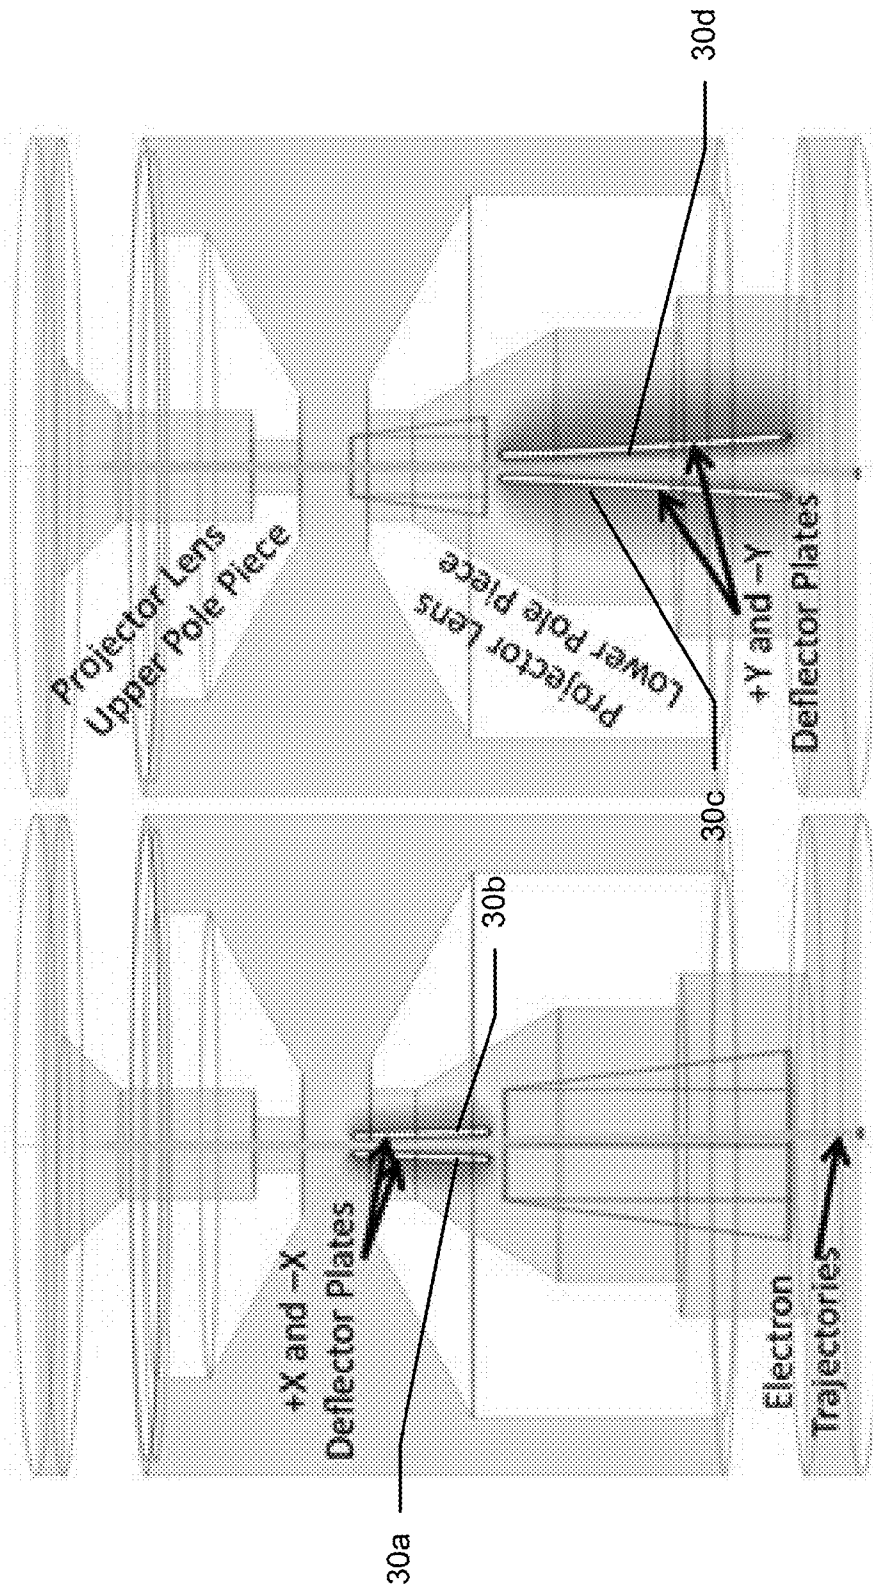 30a
+X and –X
Deflector Plates
30b
Electron
Trajectories
Projector Lens
Upper Pole Piece
Projector Lens
Lower Pole Piece
30c
+Y and –Y
Deflector Plates
30d